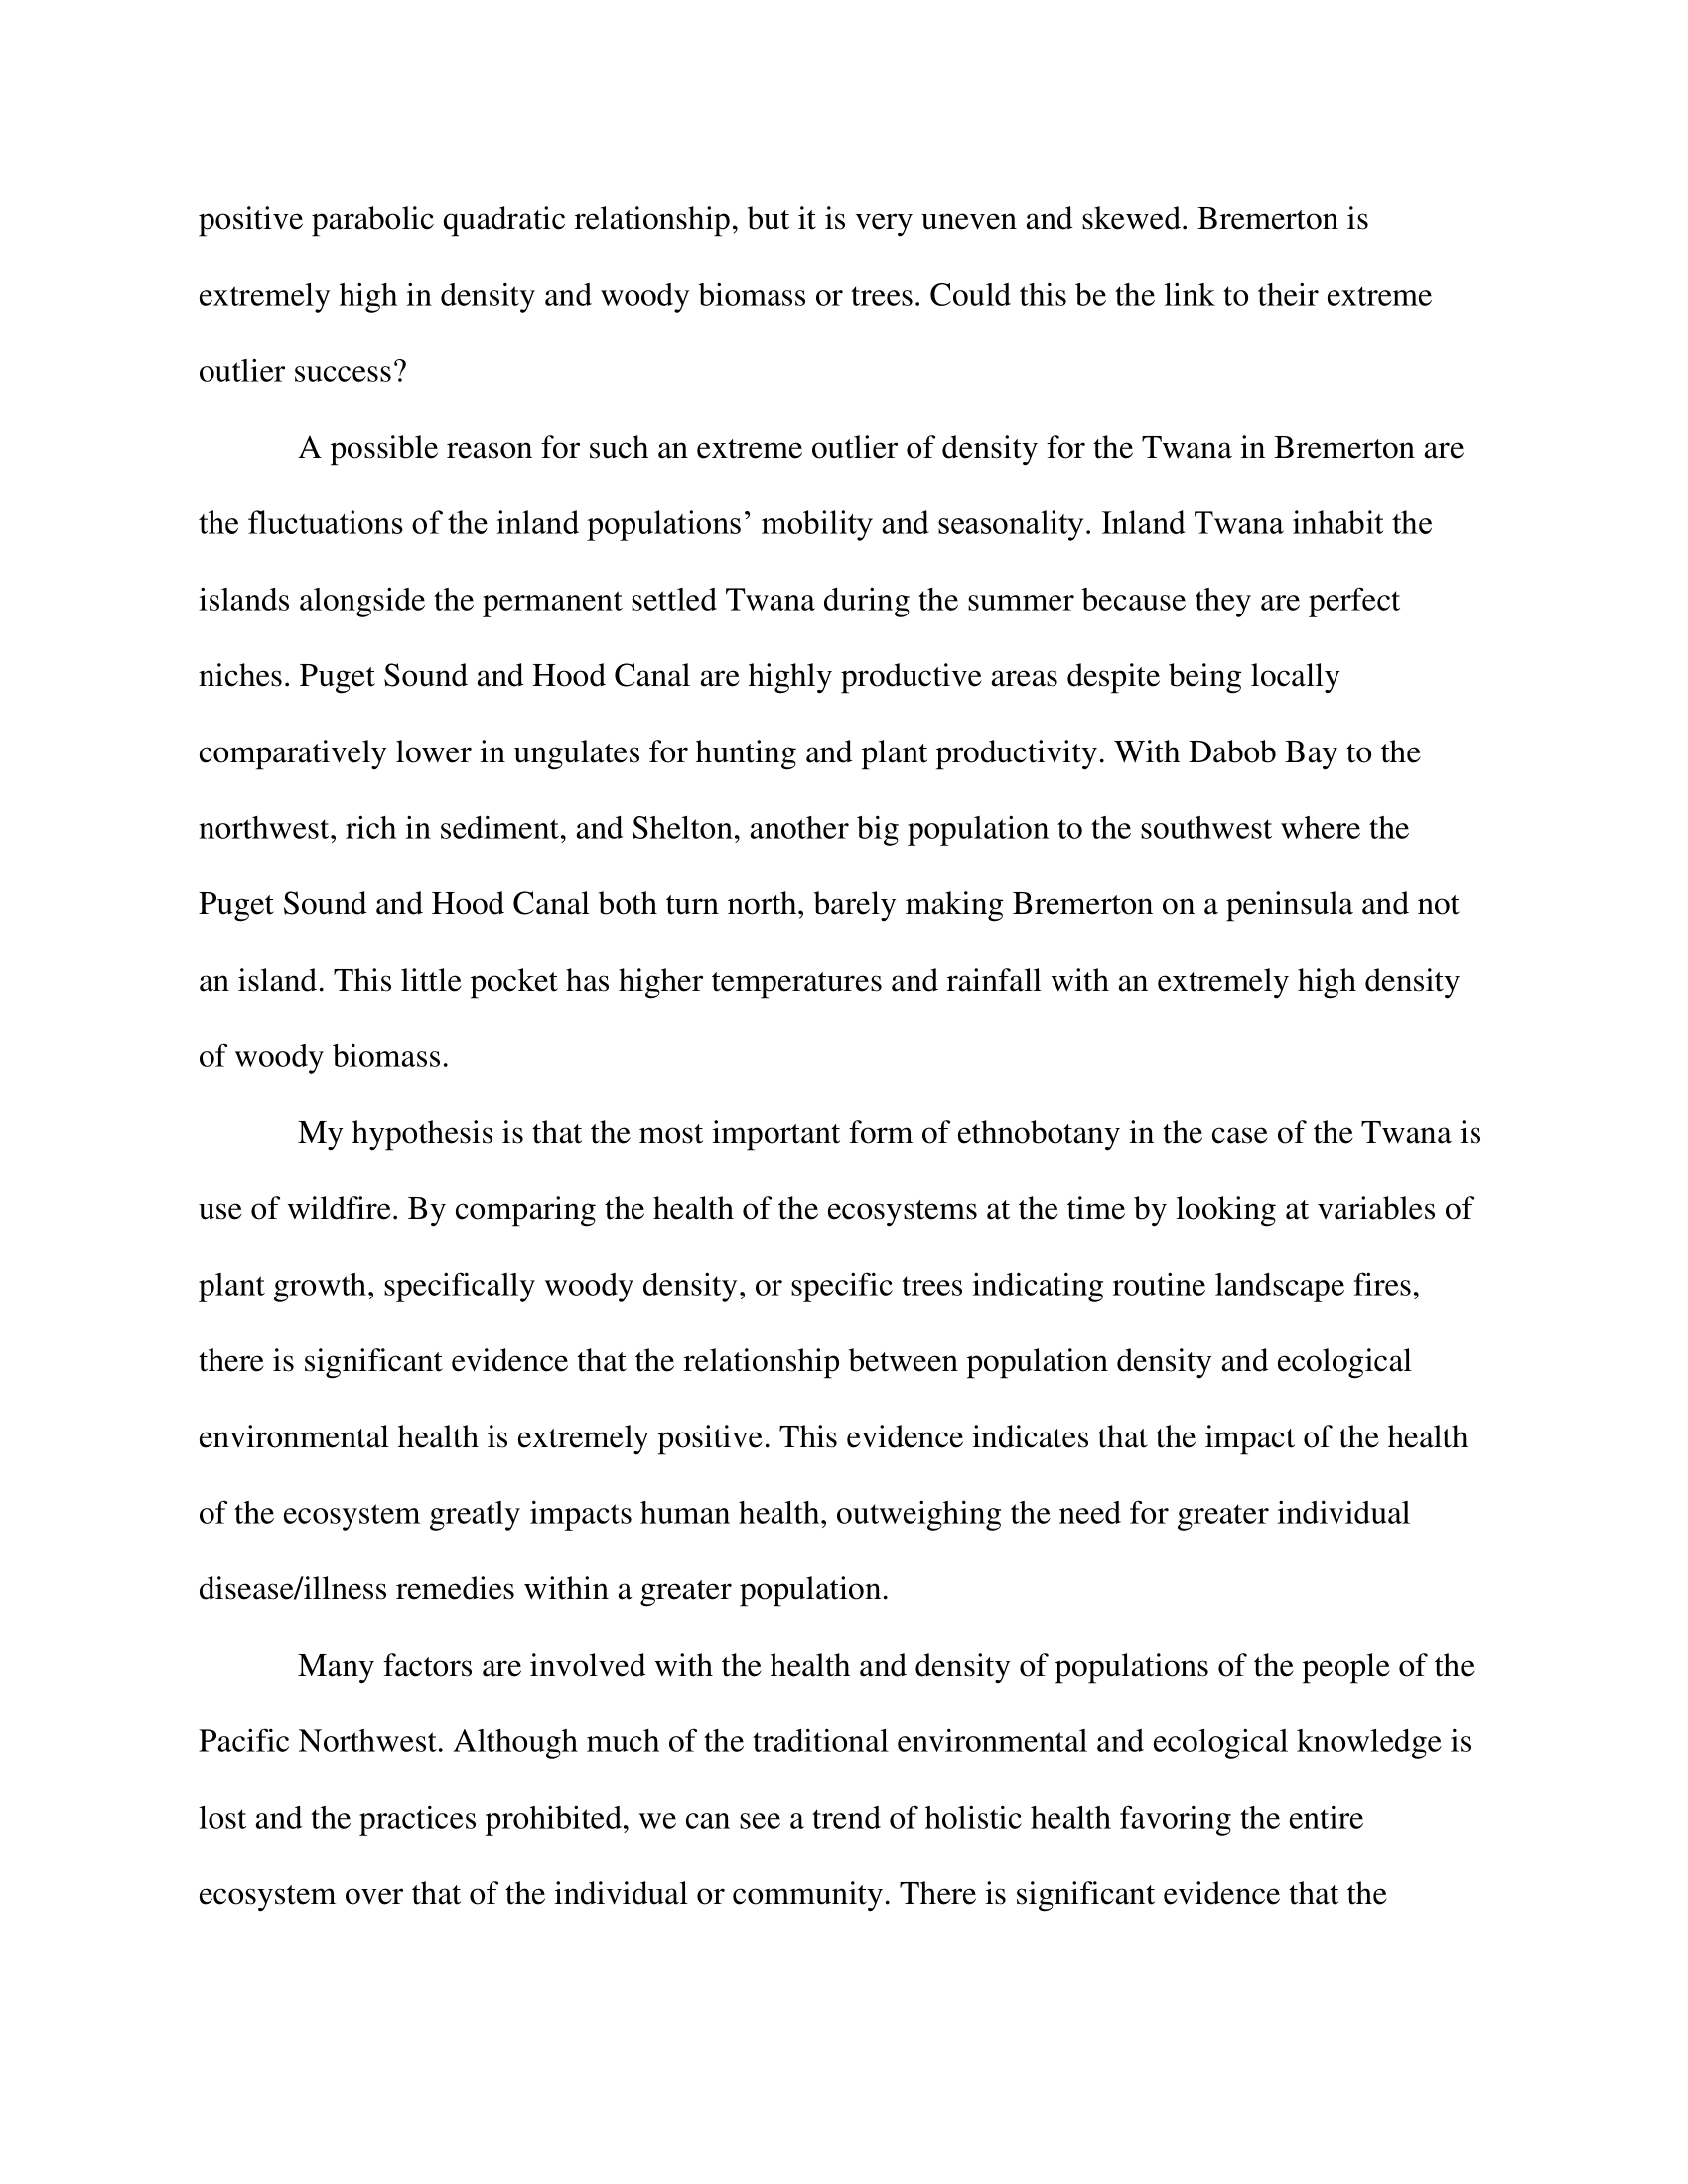 positive parabolic quadratic relationship, but it is very uneven and skewed. Bremerton is
extremely high in density and woody biomass or trees. Could this be the link to their extreme
outlier success?
A possible reason for such an extreme outlier of density for the Twana in Bremerton are
the fluctuations of the inland populations’ mobility and seasonality. Inland Twana inhabit the
islands alongside the permanent settled Twana during the summer because they are perfect
niches. Puget Sound and Hood Canal are highly productive areas despite being locally
comparatively lower in ungulates for hunting and plant productivity. With Dabob Bay to the
northwest, rich in sediment, and Shelton, another big population to the southwest where the
Puget Sound and Hood Canal both turn north, barely making Bremerton on a peninsula and not
an island. This little pocket has higher temperatures and rainfall with an extremely high density
of woody biomass.
My hypothesis is that the most important form of ethnobotany in the case of the Twana is
use of wildfire. By comparing the health of the ecosystems at the time by looking at variables of
plant growth, specifically woody density, or specific trees indicating routine landscape fires,
there is significant evidence that the relationship between population density and ecological
environmental health is extremely positive. This evidence indicates that the impact of the health
of the ecosystem greatly impacts human health, outweighing the need for greater individual
disease/illness remedies within a greater population.
Many factors are involved with the health and density of populations of the people of the
Pacific Northwest. Although much of the traditional environmental and ecological knowledge is
lost and the practices prohibited, we can see a trend of holistic health favoring the entire
ecosystem over that of the individual or community. There is significant evidence that the